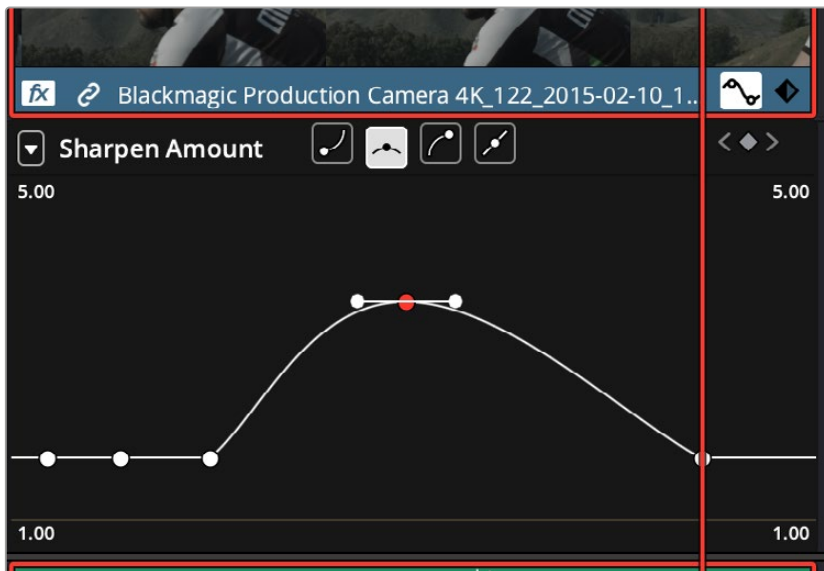 fx Blackmagic Production Camera 4K_122_2015-02-10_1..
Sharpen Amount
5.00 5.00
1.00 1.00